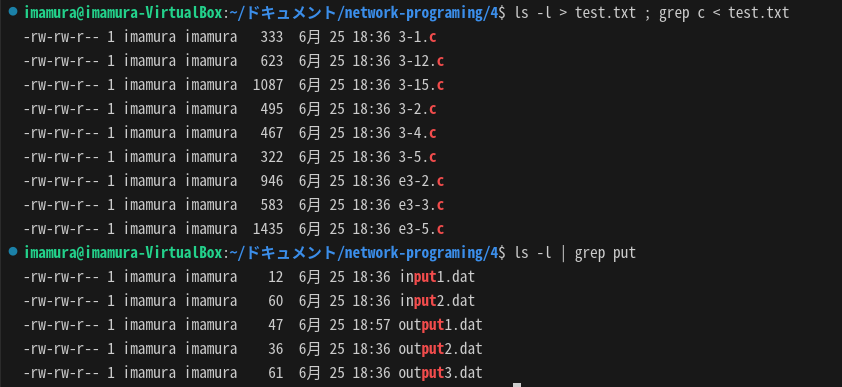 imamura@imamura-VirtualBox:~/ドキュメント/network-programing/4$ ls -l > test.txt ; grep c < test.txt
-rw-rw-r-- 1 imamura imamura   333  6月 25 18:36 3-1.c
-rw-rw-r-- 1 imamura imamura   623  6月 25 18:36 3-12.c
-rw-rw-r-- 1 imamura imamura  1087  6月 25 18:36 3-15.c
-rw-rw-r-- 1 imamura imamura   495  6月 25 18:36 3-2.c
-rw-rw-r-- 1 imamura imamura   467  6月 25 18:36 3-4.c
-rw-rw-r-- 1 imamura imamura   322  6月 25 18:36 3-5.c
-rw-rw-r-- 1 imamura imamura   946  6月 25 18:36 e3-2.c
-rw-rw-r-- 1 imamura imamura   583  6月 25 18:36 e3-3.c
-rw-rw-r-- 1 imamura imamura  1435  6月 25 18:36 e3-5.c
imamura@imamura-VirtualBox:~/ドキュメント/network-programing/4$ ls -l | grep put
-rw-rw-r-- 1 imamura imamura    12  6月 25 18:36 input1.dat
-rw-rw-r-- 1 imamura imamura    60  6月 25 18:36 input2.dat
-rw-rw-r-- 1 imamura imamura    47  6月 25 18:57 output1.dat
-rw-rw-r-- 1 imamura imamura    36  6月 25 18:36 output2.dat
-rw-rw-r-- 1 imamura imamura    61  6月 25 18:36 output3.dat